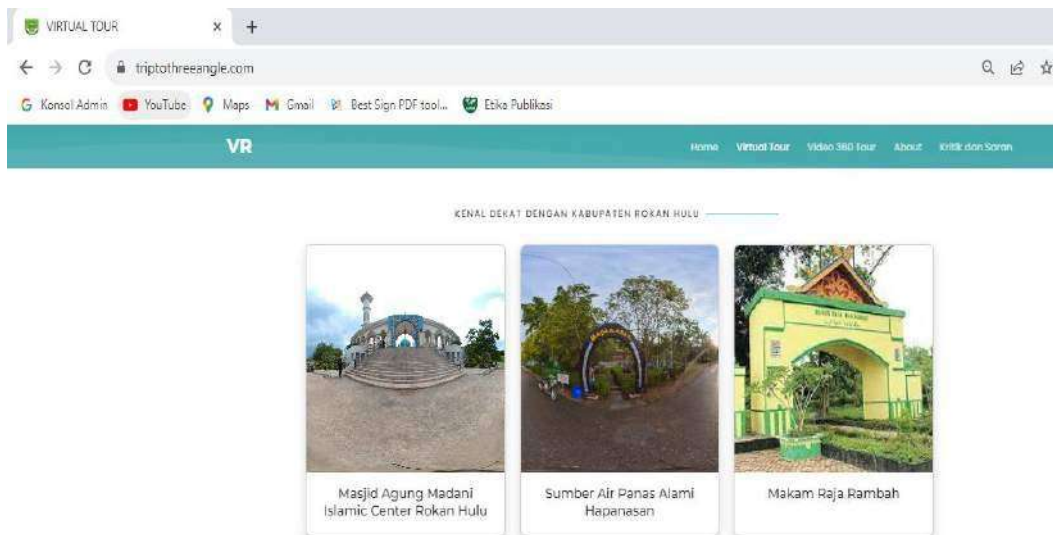 VIRTUAL TOUR
triptothreeangle.com
Konsol Admin YouTube Maps Gmail Best Sign PDF tool... Etika Publikasi
VR Home Virtual Tour Video 360 Tour About Kritik dan Saran
KENAL DEKAT DENGAN KABUPATEN ROKAN HULU
Masjid Agung Madani
Islamic Center Rokan Hulu
Sumber Air Panas Alami
Hapanasan
Makam Raja Rambah